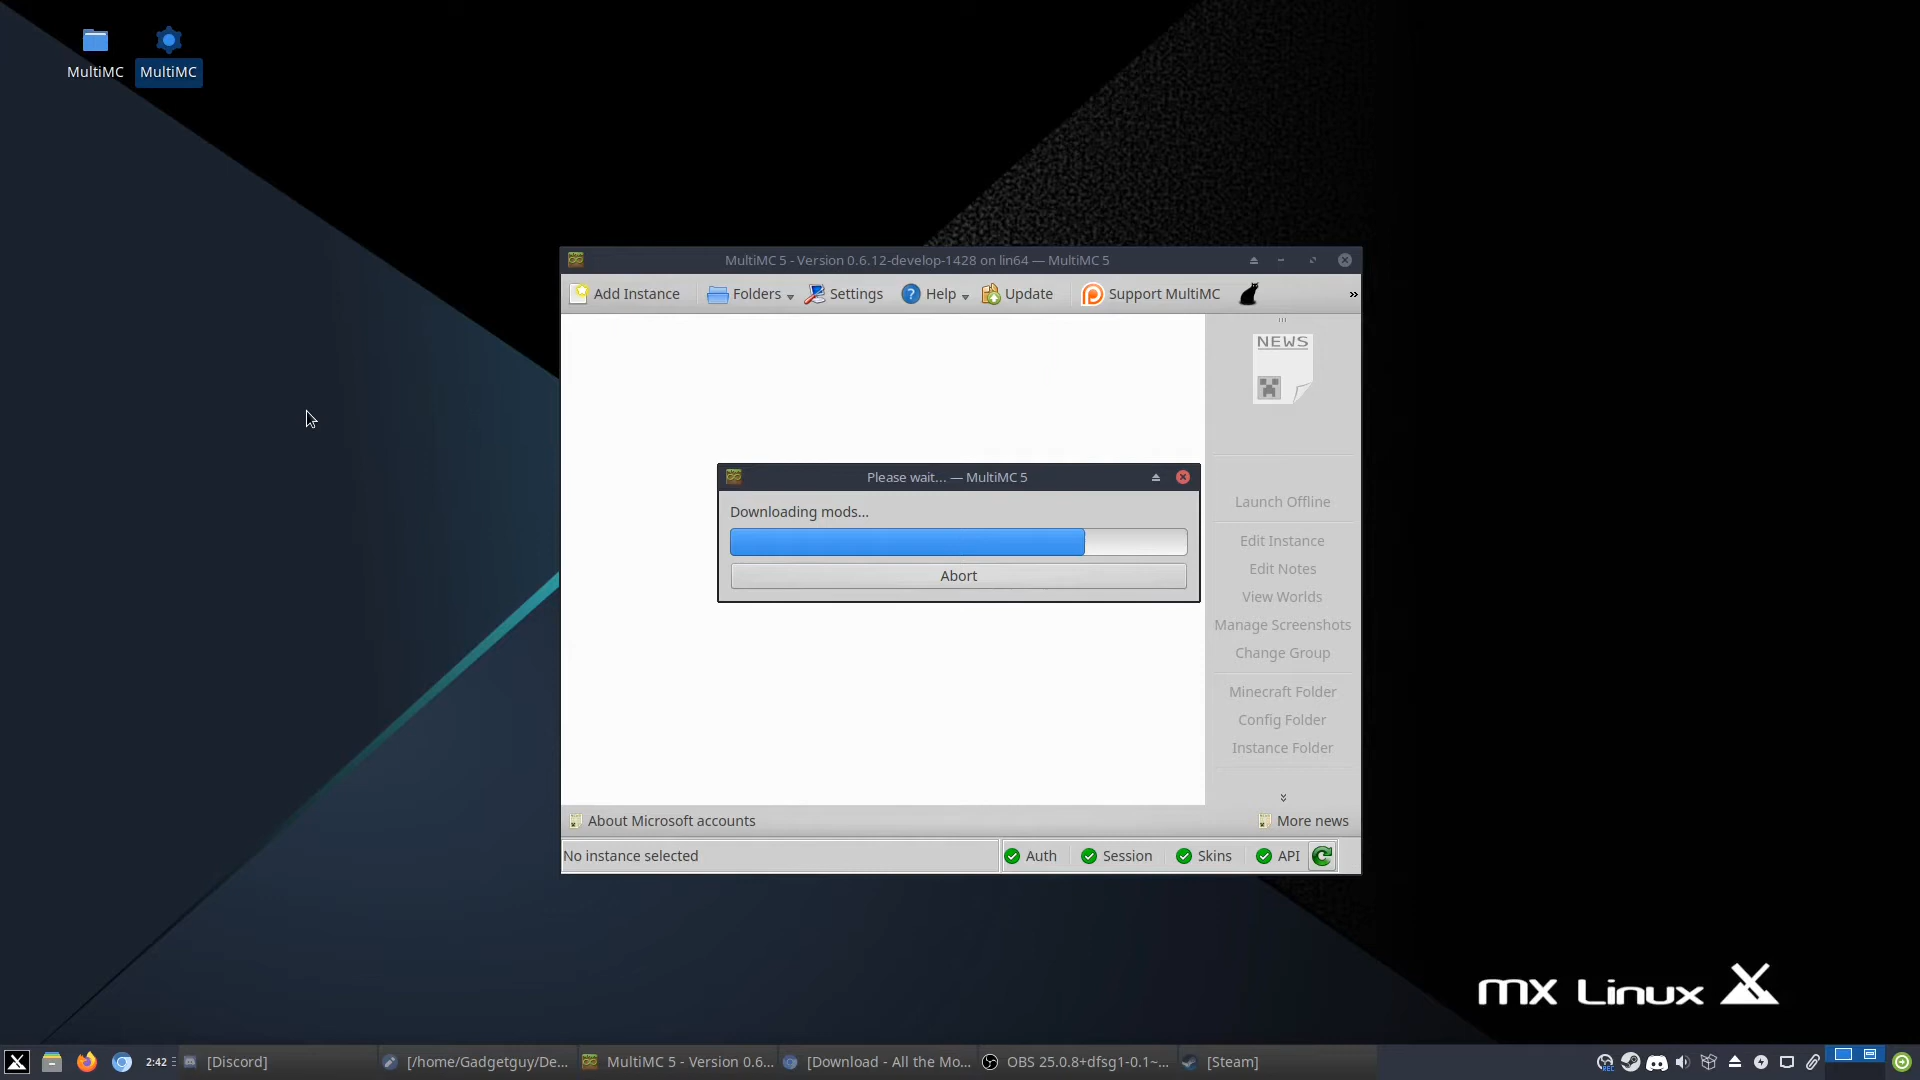 MultiMC
MultiMC
MultiMC 5 - Version 0.6.12-develop-1428 on lin64 — MultiMC 5
Add Instance
Folders
Settings
Help
Update
Support MultiMC
»
NEWS
Please wait... — MultiMC 5
Downloading mods...
Abort
Launch Offline
Edit Instance
Edit Notes
View Worlds
Manage Screenshots
Change Group
Minecraft Folder
Config Folder
Instance Folder
About Microsoft accounts
More news
No instance selected
Auth
Session
Skins
API
mx Linux
2:42
[Discord]
[/home/Gadgetguy/De...
MultiMC 5 - Version 0.6...
[Download - All the Mo...
OBS 25.0.8+dfsg1-0.1~...
[Steam]
REC